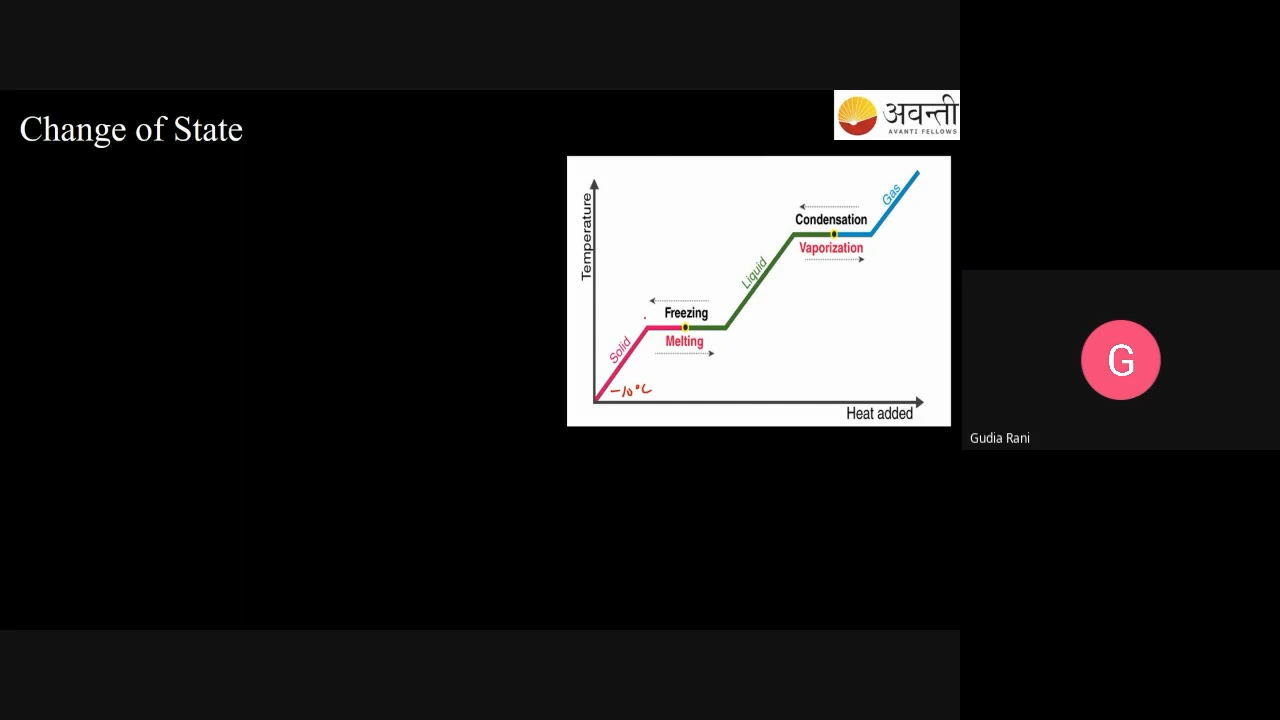 Change of State
अवन्ती
AVANTI FELLOWS
Temperature
Gas
Condensation
Vaporization
Liquid
Freezing
Melting
Solid
-10°C
Heat added
G
Gudia Rani